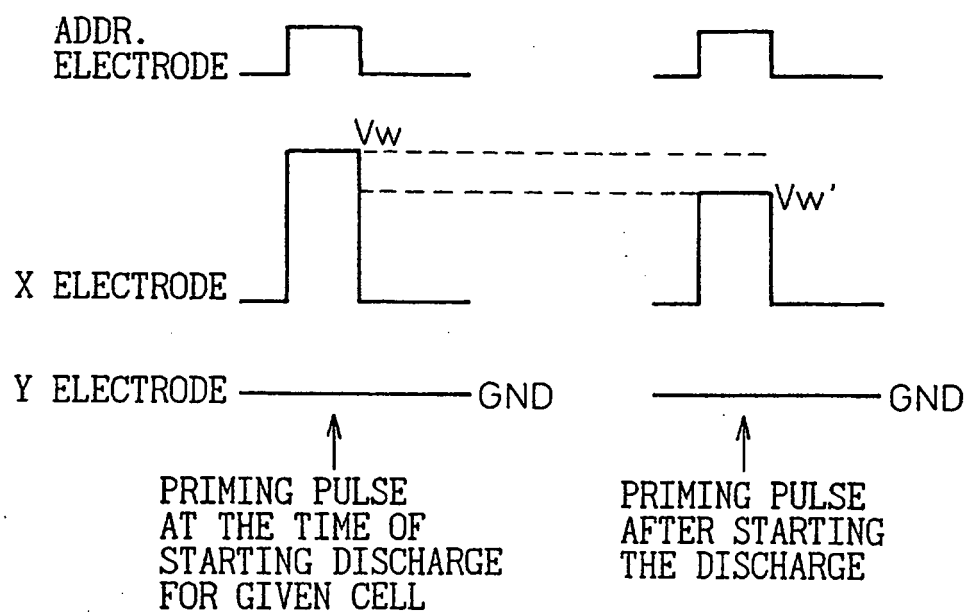 ADDR.
ELECTRODE
Vw
Vw'
X ELECTRODE
Y ELECTRODE
GND
GND
PRIMING PULSE
AT THE TIME OF
STARTING DISCHARGE
FOR GIVEN CELL
PRIMING PULSE
AFTER STARTING
THE DISCHARGE